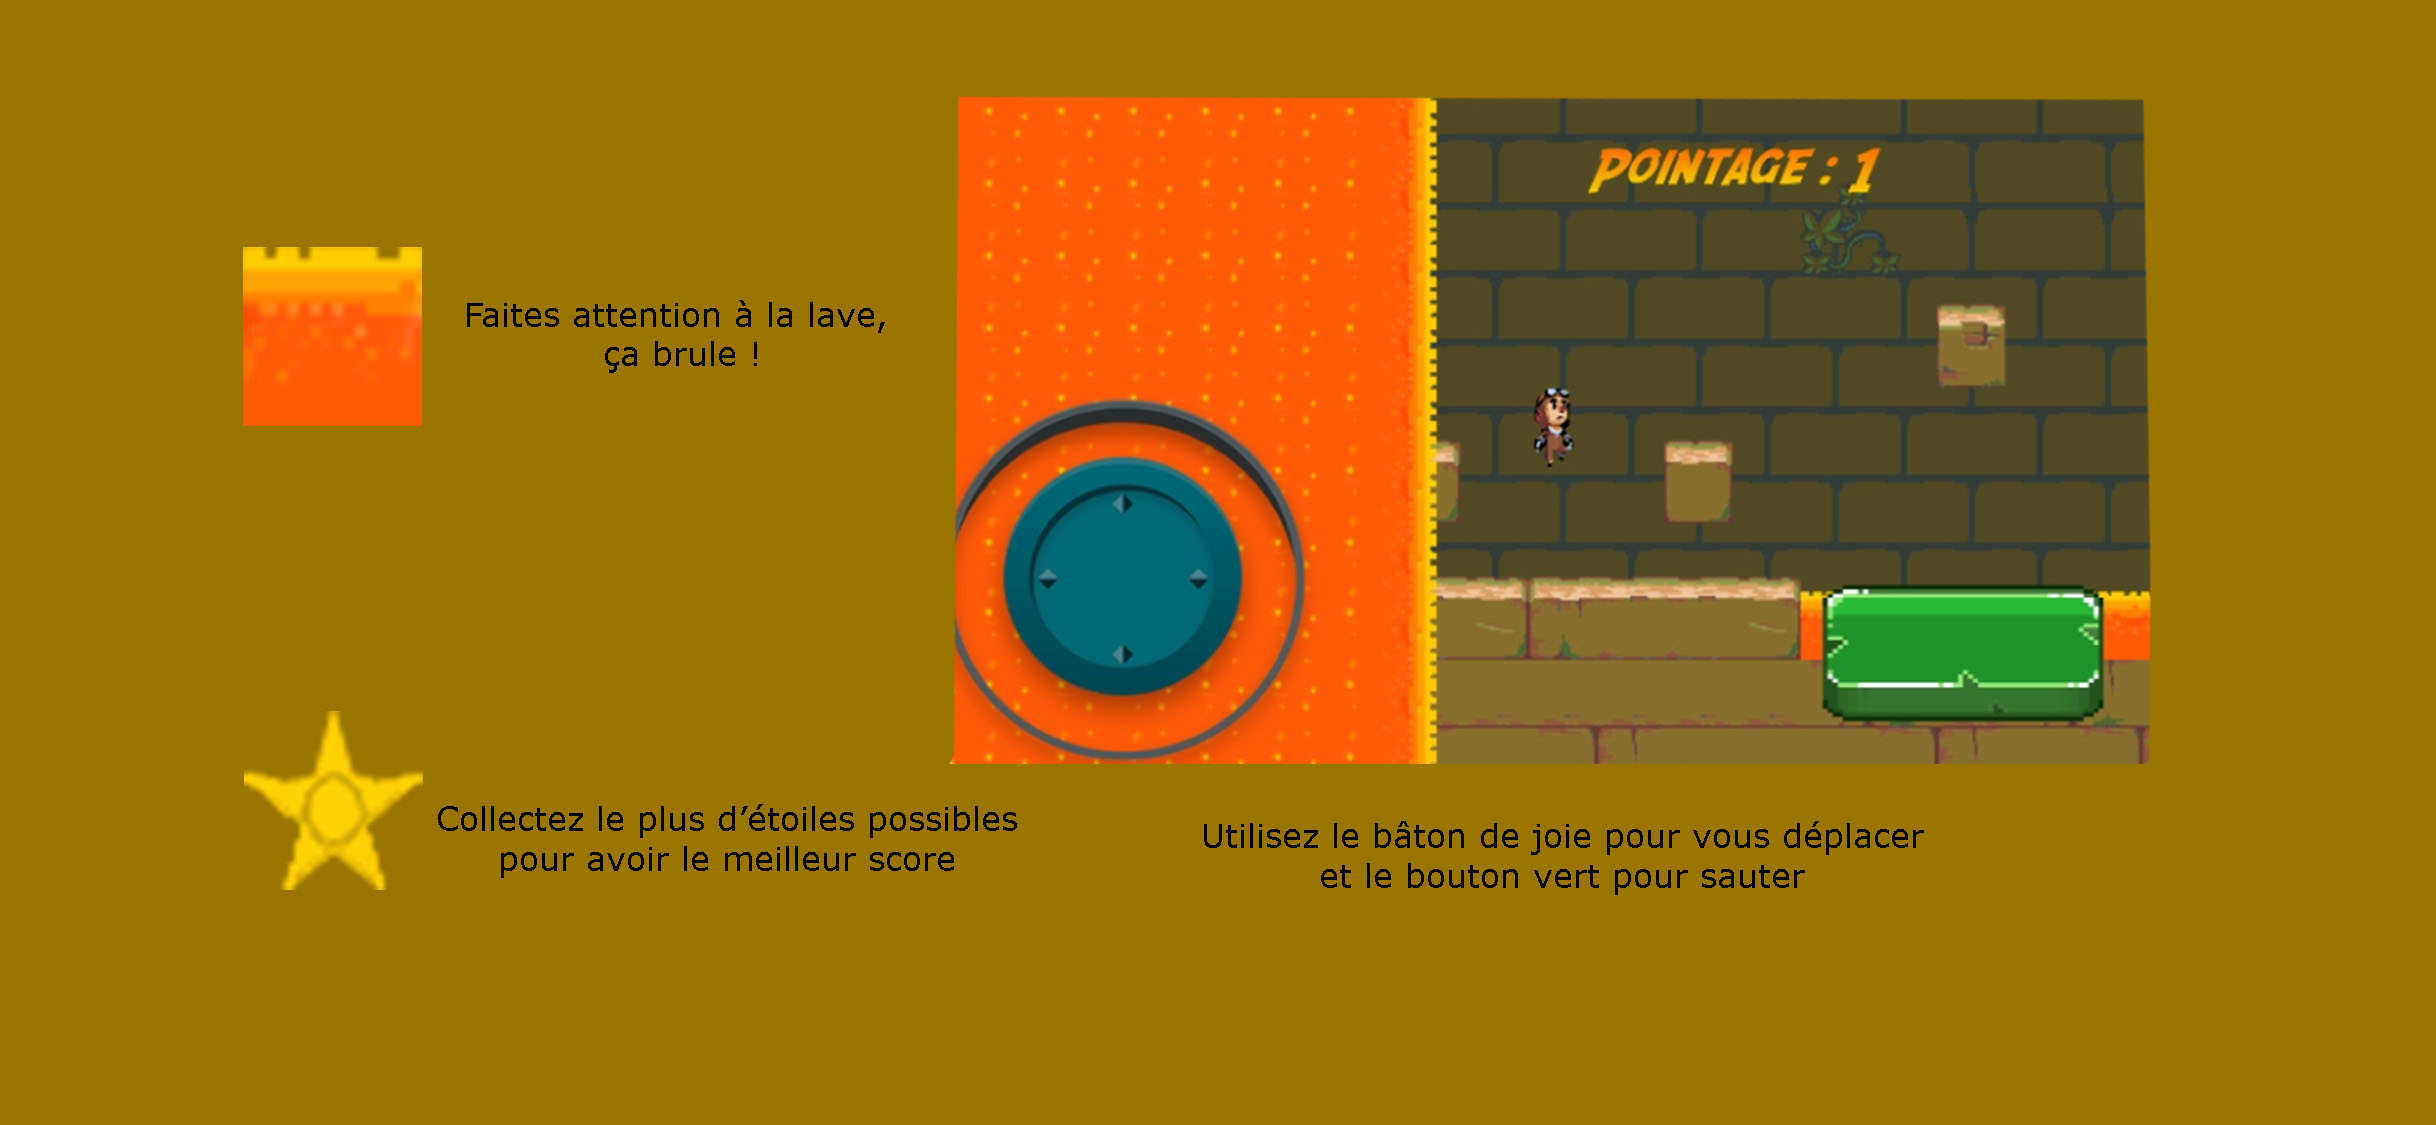 POINTAGE : 1
Faites attention à la lave,
ça brule !
Collectez le plus d’étoiles possibles
pour avoir le meilleur score
Utilisez le bâton de joie pour vous déplacer
et le bouton vert pour sauter